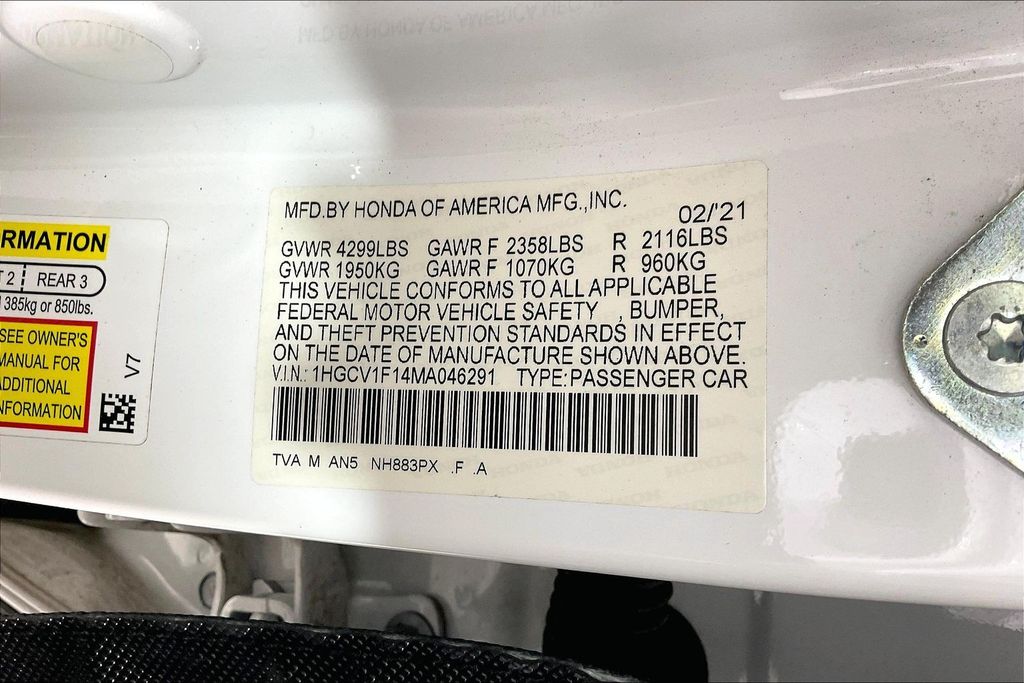 MFD.BY HONDA OF AMERICA MFG.,INC.
02/'21
GVWR 4299LBS GAWR F 2358LBS R 2116LBS
GVWR 1950KG GAWR F 1070KG R 960KG
THIS VEHICLE CONFORMS TO ALL APPLICABLE
FEDERAL MOTOR VEHICLE SAFETY , BUMPER,
AND THEFT PREVENTION STANDARDS IN EFFECT
ON THE DATE OF MANUFACTURE SHOWN ABOVE.
V.I.N.: 1HGCV1F14MA046291 TYPE:PASSENGER CAR
TVA M AN5 NH883PX .F .A
RMATION
T 2 REAR 3
385kg or 850lbs.
SEE OWNER'S
MANUAL FOR
ADDITIONAL
NFORMATION
V7